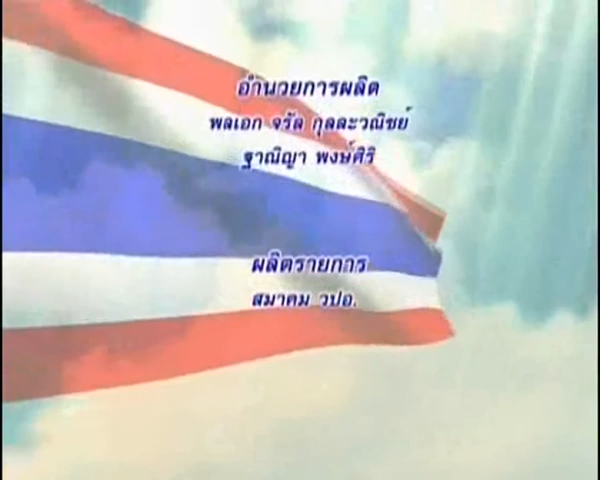 อำนวยการผลิต
พลเอก จรัล กุลละวณิชย์
ฐาณิญา พงษ์ศิริ
ผลิตรายการ
สมาคม วปอ.